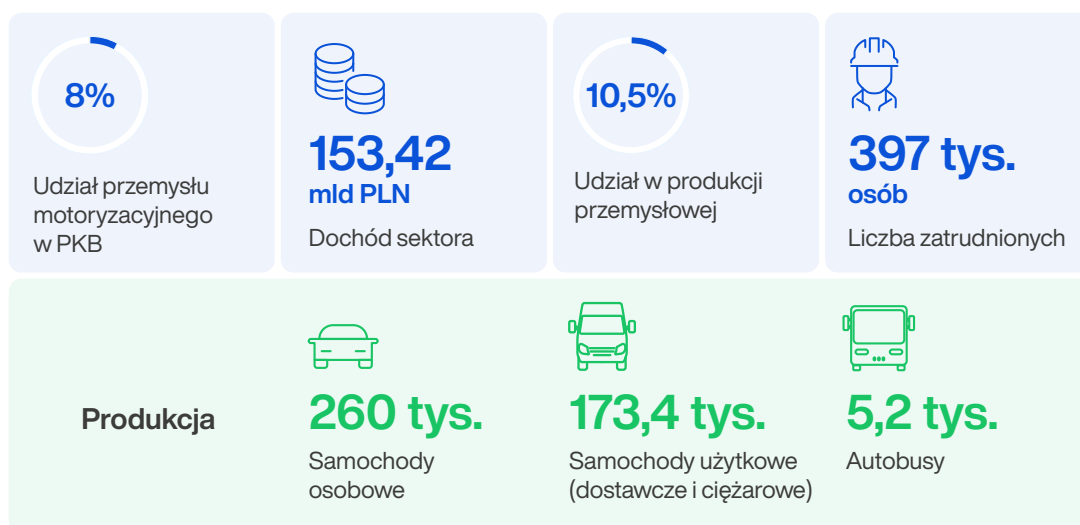 8%
Udział przemysłu
motoryzacyjnego
w PKB
153,42
mld PLN
Dochód sektora
10,5%
Udział w produkcji
przemysłowej
397 tys.
osób
Liczba zatrudnionych
Produkcja
260 tys.
Samochody
osobowe
173,4 tys.
Samochody użytkowe
(dostawcze i ciężarowe)
5,2 tys.
Autobusy